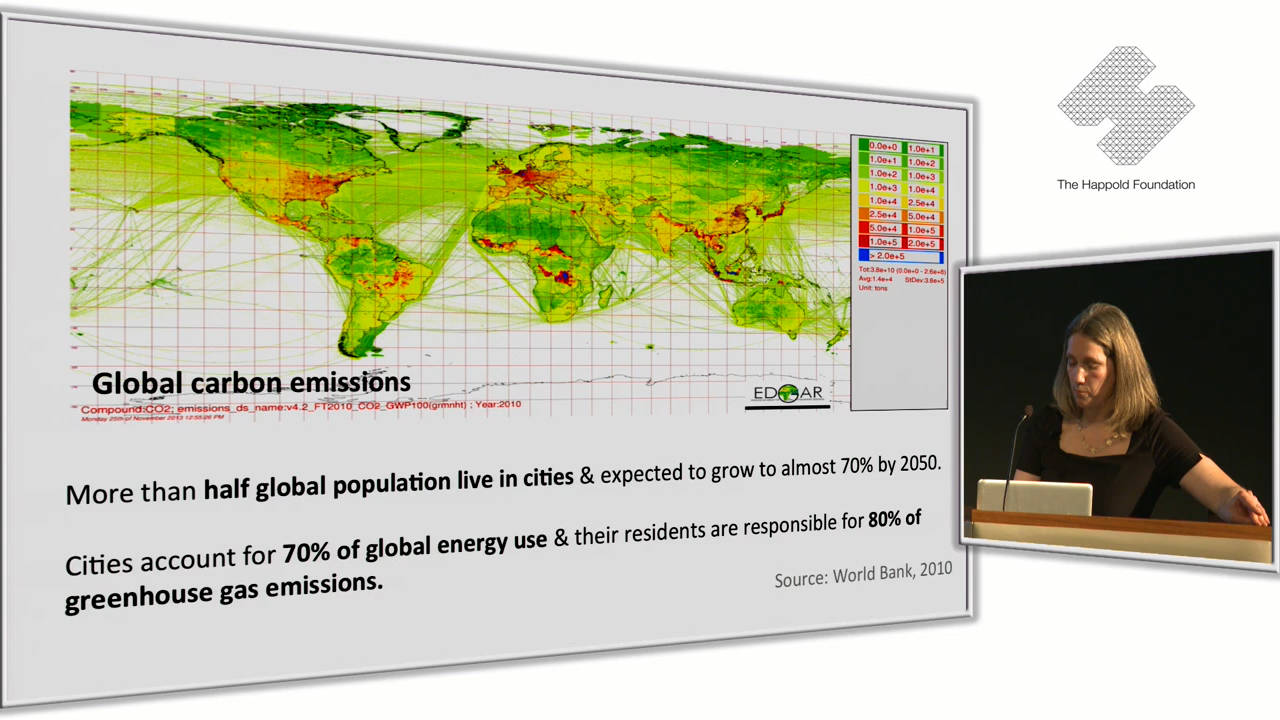 The Happold Foundation
0.0e+0 1.0e+1
1.0e+1 1.0e+2
1.0e+2 1.0e+3
1.0e+3 1.0e+4
1.0e+4 2.5e+4
2.5e+4 5.0e+4
5.0e+4 1.0e+5
1.0e+5 2.0e+5
> 2.0e+5
Tot:3.8e+10 (0.0e+0 - 2.6e+8)
Avg:1.4e+4 StDev:3.8e+5
Unit: tons
Global carbon emissions
EDGAR
Compound:CO2; emissions_ds_name:v4.2_FT2010_CO2_GWP100(grmnht) ; Year:2010
Monday 25th of November 2013 12:55:26 PM
More than half global population live in cities & expected to grow to almost 70% by 2050.
Cities account for 70% of global energy use & their residents are responsible for 80% of
greenhouse gas emissions.
Source: World Bank, 2010